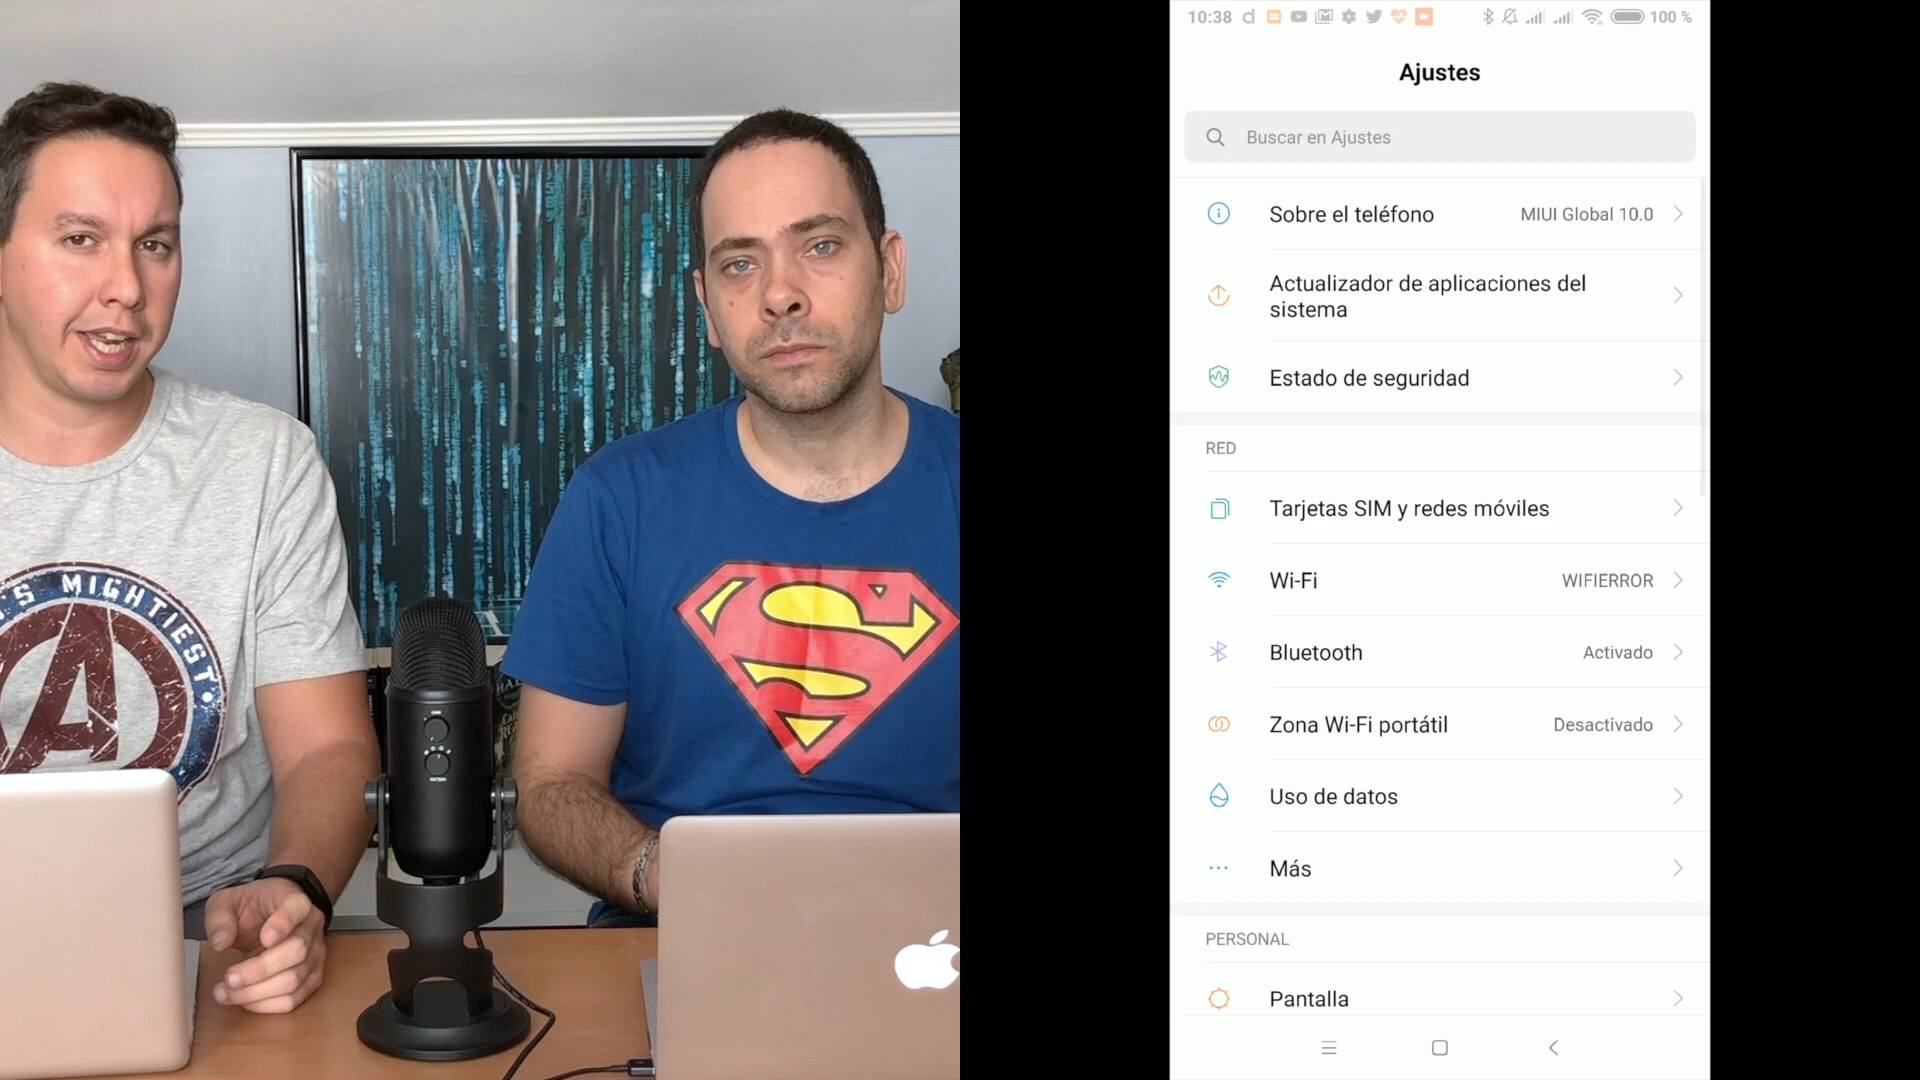 'S MIGHTIEST
A
S
10:38
100 %
Ajustes
Buscar en Ajustes
Sobre el teléfono
MIUI Global 10.0
Actualizador de aplicaciones del
sistema
Estado de seguridad
RED
Tarjetas SIM y redes móviles
Wi-Fi
WIFIERROR
Bluetooth
Activado
Zona Wi-Fi portátil
Desactivado
Uso de datos
Más
PERSONAL
Pantalla